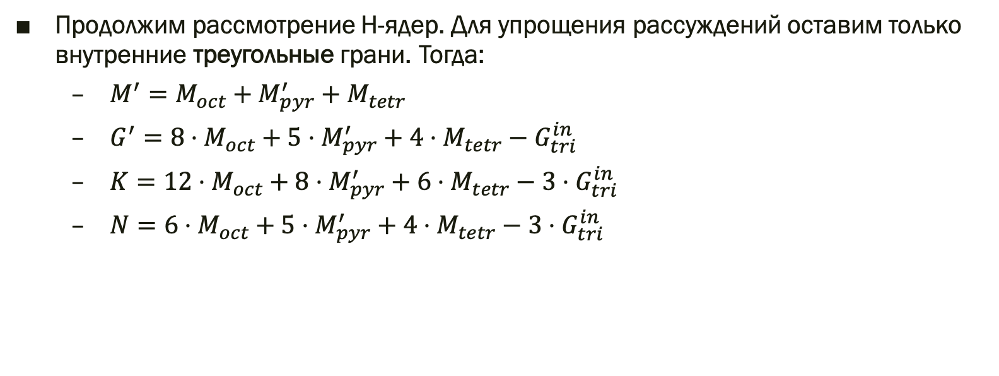 ■ Продолжим рассмотрение Н-ядер. Для упрощения рассуждений оставим только
внутренние треугольные грани. Тогда:
– $M' = M_{oct} + M'_{pyr} + M_{tetr}$
– $G' = 8 \cdot M_{oct} + 5 \cdot M'_{pyr} + 4 \cdot M_{tetr} - G^{in}_{tri}$
– $K = 12 \cdot M_{oct} + 8 \cdot M'_{pyr} + 6 \cdot M_{tetr} - 3 \cdot G^{in}_{tri}$
– $N = 6 \cdot M_{oct} + 5 \cdot M'_{pyr} + 4 \cdot M_{tetr} - 3 \cdot G^{in}_{tri}$